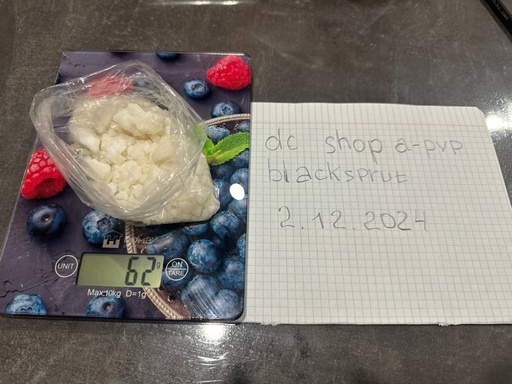 dc shop a-pvp
blacksprut
2.12.2024
UNIT
62
ON
TARE
Max:10kg D=1g